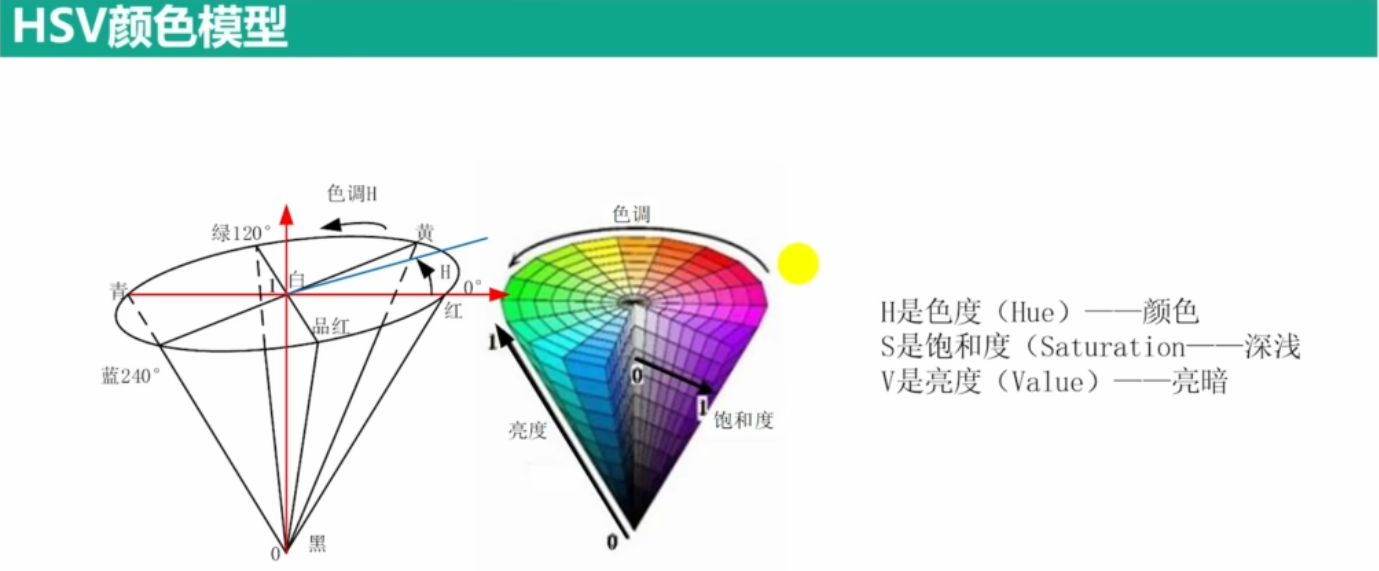 HSV颜色模型
色调H
绿120°
黄
青
1
白
H
0°
红
品红
蓝240°
0
黑
色调
1
0
1
饱和度
亮度
0
H是色度（Hue）——颜色
S是饱和度（Saturation——深浅
V是亮度（Value）——亮暗